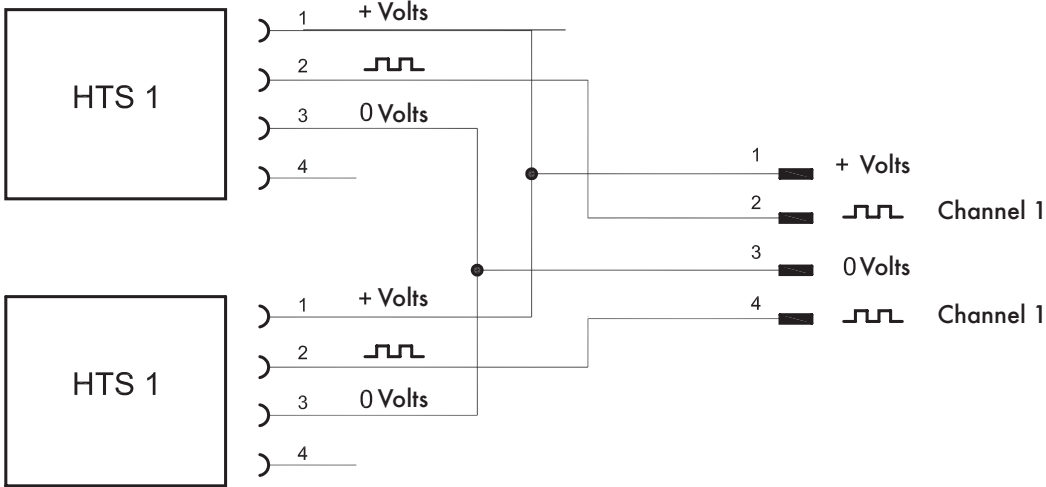 HTS 1
1 + Volts
2
3 0 Volts
4
1 + Volts
2 Channel 1
3 0 Volts
4 Channel 1
HTS 1
1 + Volts
2
3 0 Volts
4